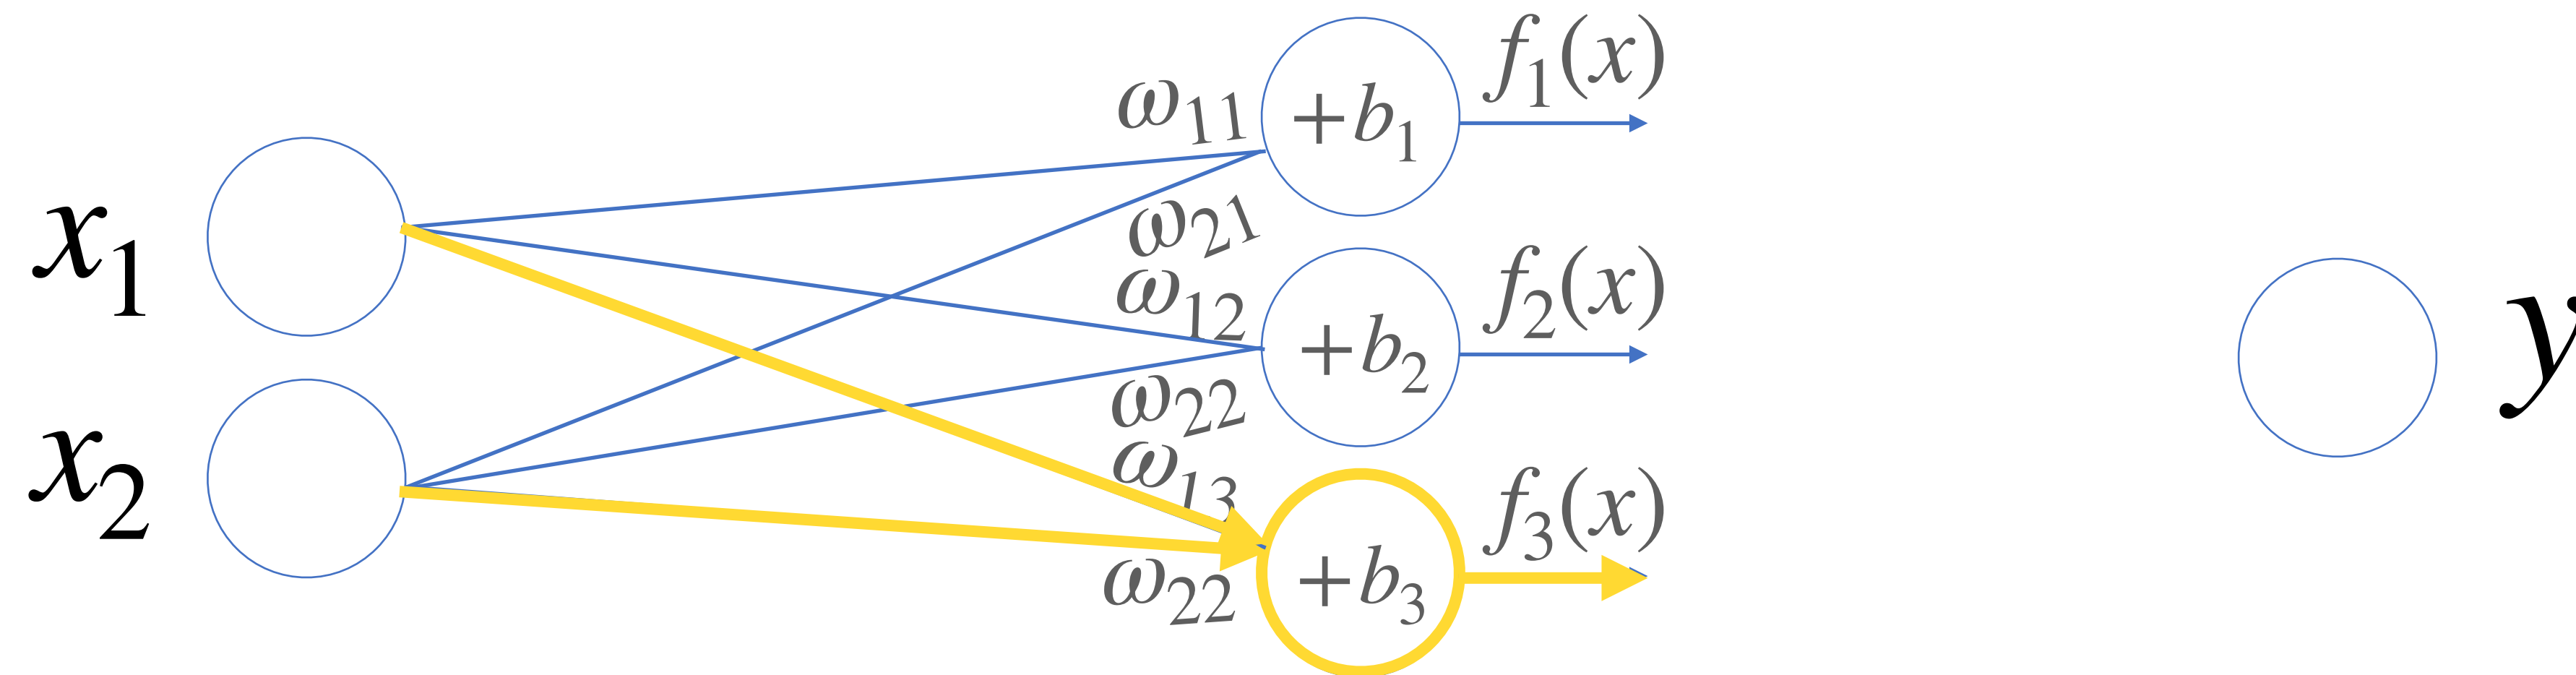 x₁
x₂
ω₁₁
ω₂₁
ω₁₂
ω₂₂
ω₁₃
ω₂₂
+b₁
+b₂
+b₃
f₁(x)
f₂(x)
f₃(x)
y